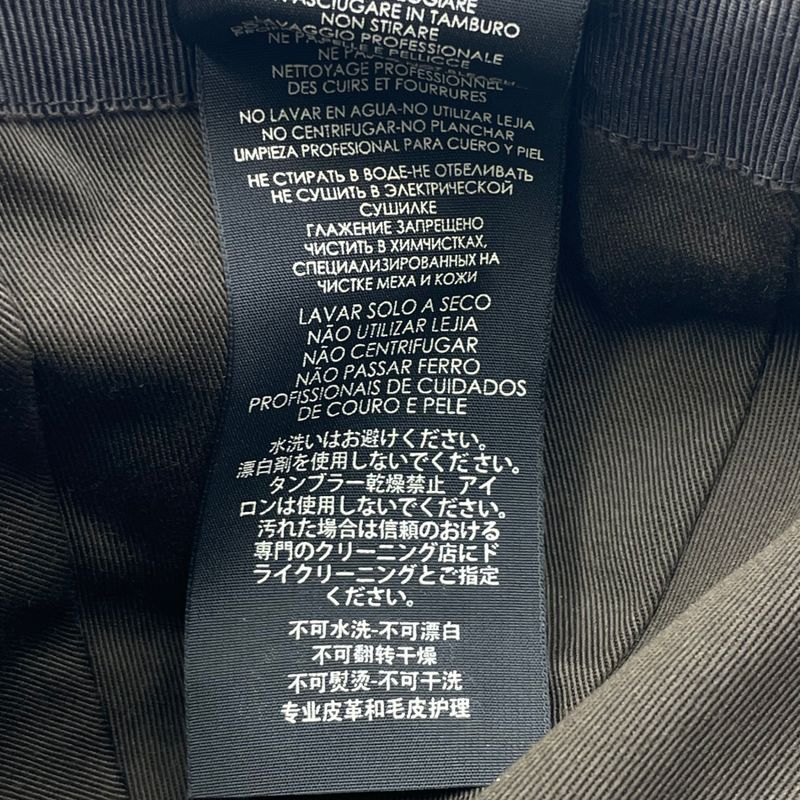 ASCIUGARE IN TAMBURO
NON STIRARE
LAVAGGIO PROFESSIONALE
PELLE E PELLICCE
NE PAS
NETTOYAGE PROFESSIONNEL
DES CUIRS ET FOURRURES
NO LAVAR EN AGUA-NO UTILIZAR LEJIA
NO CENTRIFUGAR-NO PLANCHAR
LIMPIEZA PROFESIONAL PARA CUERO Y PIEL
НЕ СТИРАТЬ В ВОДЕ-НЕ ОТБЕЛИВАТЬ
НЕ СУШИТЬ В ЭЛЕКТРИЧЕСКОЙ
СУШИЛКЕ
ГЛАЖЕНИЕ ЗАПРЕЩЕНО
ЧИСТИТЬ В ХИМЧИСТКАХ,
СПЕЦИАЛИЗИРОВАННЫХ НА
ЧИСТКЕ МЕХА И КОЖИ
LAVAR SOLO A SECO
NÃO UTILIZAR LEJIA
NÃO CENTRIFUGAR
NÃO PASSAR FERRO
PROFISSIONAIS DE CUIDADOS
DE COURO E PELE
水洗いはお避けください。
漂白剤を使用しないでください。
タンブラー乾燥禁止 アイ
ロンは使用しないでください。
汚れた場合は信頼のおける
専門のクリーニング店にド
ライクリーニングとご指定
ください。
不可水洗-不可漂白
不可翻转干燥
不可熨烫-不可干洗
专业皮革和毛皮护理